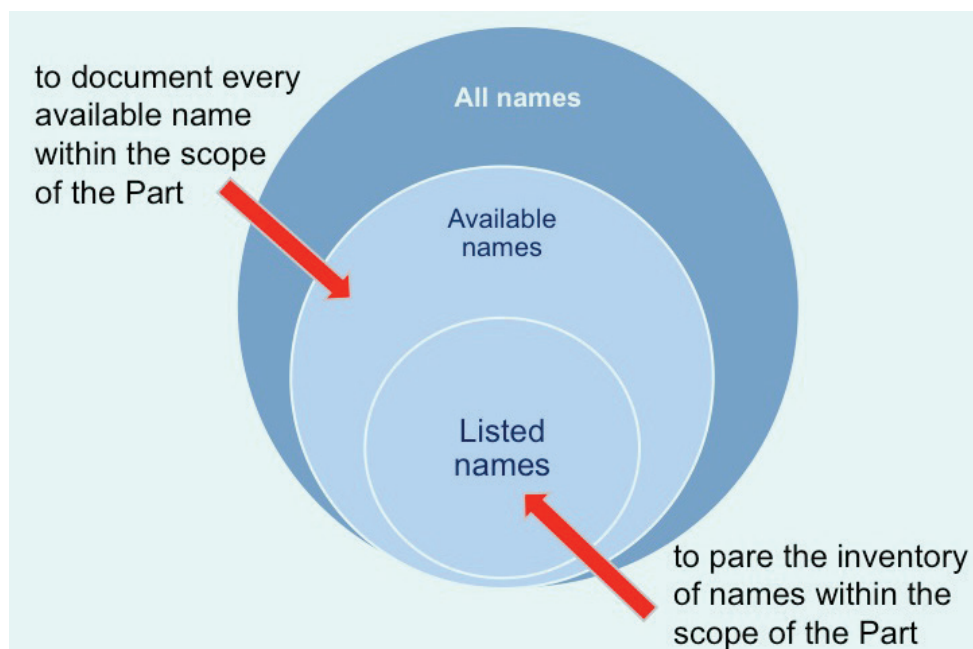 to document every
available name
within the scope
of the Part
All names
Available
names
Listed
names
to pare the inventory
of names within the
scope of the Part